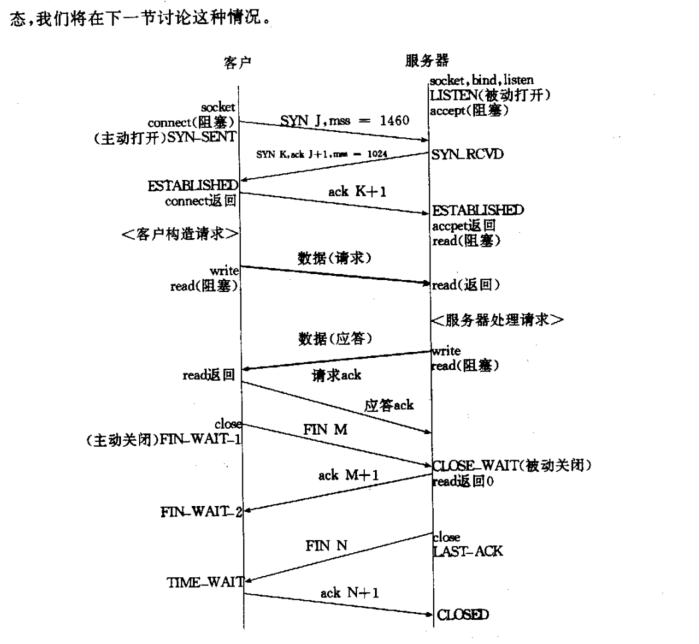 态,我们将在下一节讨论这种情况。
客户
服务器
socket, bind, listen
LISTEN(被动打开)
accept(阻塞)
socket
connect(阻塞)
(主动打开)SYN_SENT
SYN J, mss = 1460
SYN K, ack J+1, mss = 1024
SYN_RCVD
ESTABLISHED
connect返回
ack K+1
ESTABLISHED
accpet返回
read(阻塞)
<客户构造请求>
数据(请求)
write
read(阻塞)
read(返回)
<服务器处理请求>
数据(应答)
write
read(阻塞)
read返回
请求ack
应答ack
close
(主动关闭)FIN_WAIT_1
FIN M
CLOSE_WAIT(被动关闭)
read返回0
ack M+1
FIN_WAIT_2
close
LAST_ACK
FIN N
TIME_WAIT
ack N+1
CLOSED